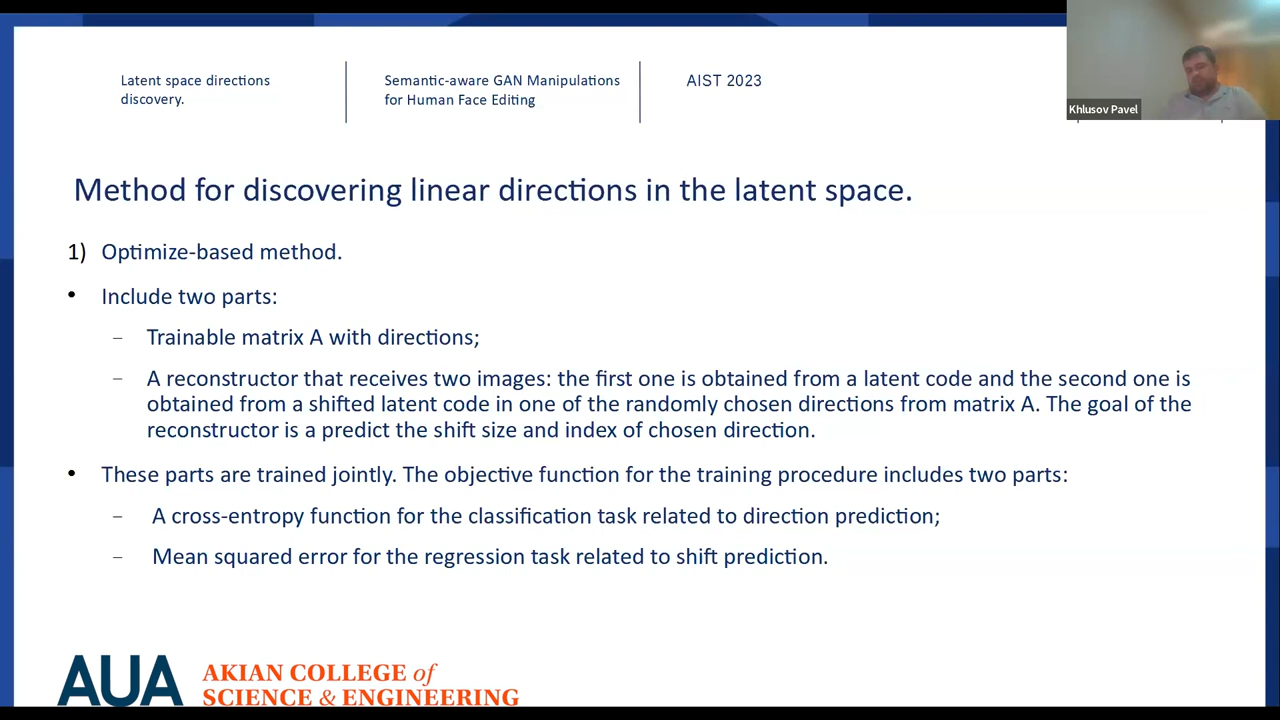 Latent space directions
discovery.
Semantic-aware GAN Manipulations
for Human Face Editing
AIST 2023
Khlusov Pavel
Method for discovering linear directions in the latent space.
1) Optimize-based method.
• Include two parts:
– Trainable matrix A with directions;
– A reconstructor that receives two images: the first one is obtained from a latent code and the second one is
obtained from a shifted latent code in one of the randomly chosen directions from matrix A. The goal of the
reconstructor is a predict the shift size and index of chosen direction.
• These parts are trained jointly. The objective function for the training procedure includes two parts:
– A cross-entropy function for the classification task related to direction prediction;
– Mean squared error for the regression task related to shift prediction.
AUA
AKIAN COLLEGE of
SCIENCE & ENGINEERING